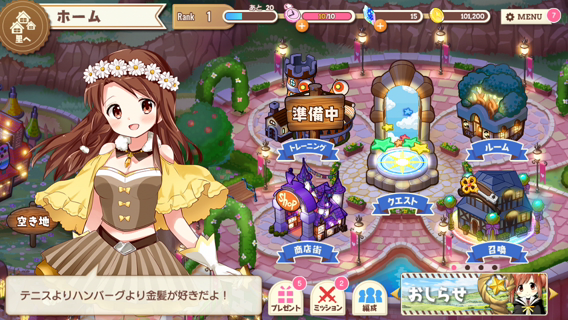 ホーム
里へ
Rank 1
あと 20
10/10
15
101,200
MENU
7
準備中
トレーニング
ルーム
クエスト
SHOP
商店街
召喚
空き地
テニスよりハンバーグより金髪が好きだよ！
5
プレゼント
2
ミッション
編成
おしらせ